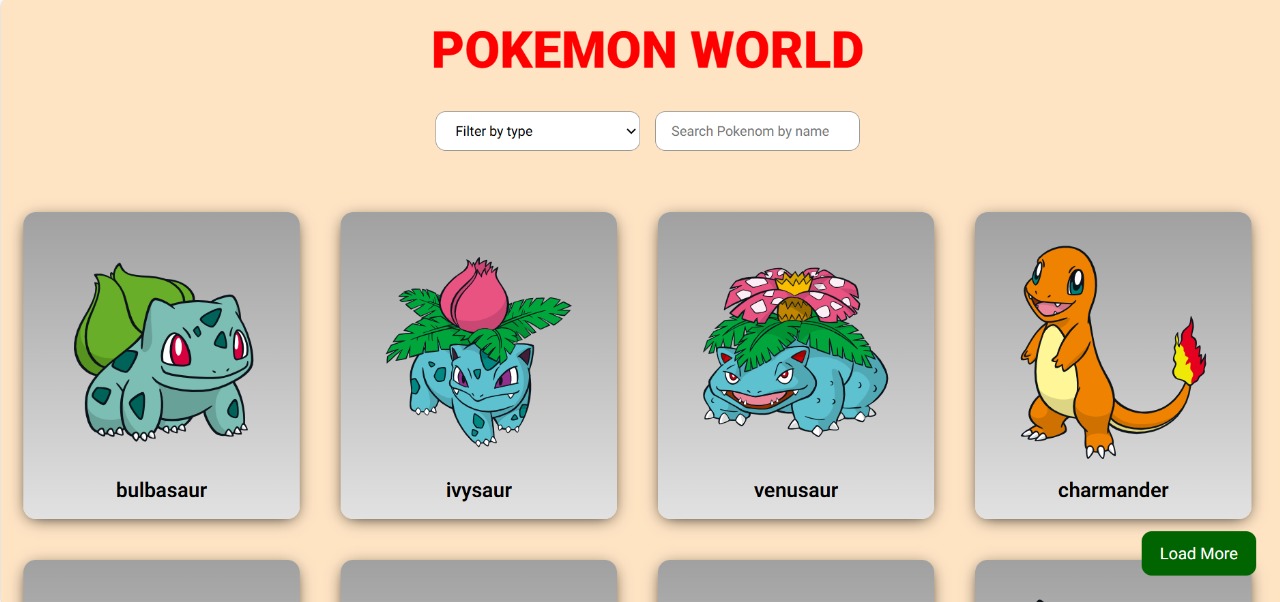 POKEMON WORLD
Filter by type
Search Pokenom by name
bulbasaur
ivysaur
venusaur
charmander
Load More